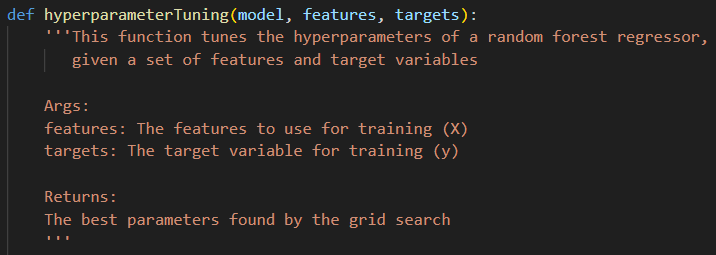 def hyperparameterTuning(model, features, targets):
    '''This function tunes the hyperparameters of a random forest regressor,
       given a set of features and target variables

    Args:
    features: The features to use for training (X)
    targets: The target variable for training (y)

    Returns:
    The best parameters found by the grid search
    '''